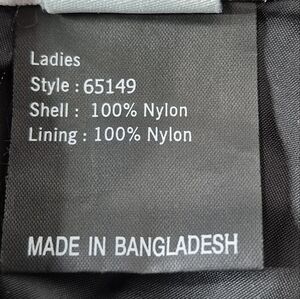 Ladies
Style : 65149
Shell : 100% Nylon
Lining : 100% Nylon
MADE IN BANGLADESH